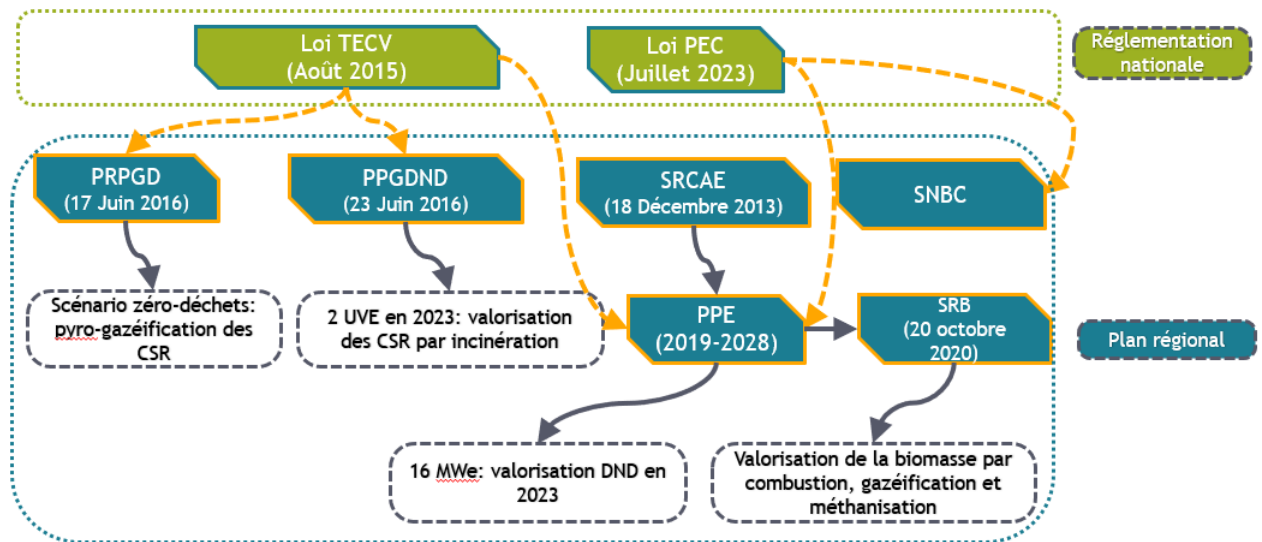 Loi TECV
(Août 2015)
Loi PEC
(Juillet 2023)
Réglementation
nationale
PRPGD
(17 Juin 2016)
PPGDND
(23 Juin 2016)
SRCAE
(18 Décembre 2013)
SNBC
Scénario zéro-déchets:
pyro-gazéification des
CSR
2 UVE en 2023: valorisation
des CSR par incinération
PPE
(2019-2028)
SRB
(20 octobre
2020)
Plan régional
16 MWe: valorisation DND en
2023
Valorisation de la biomasse par
combustion, gazéification et
méthanisation